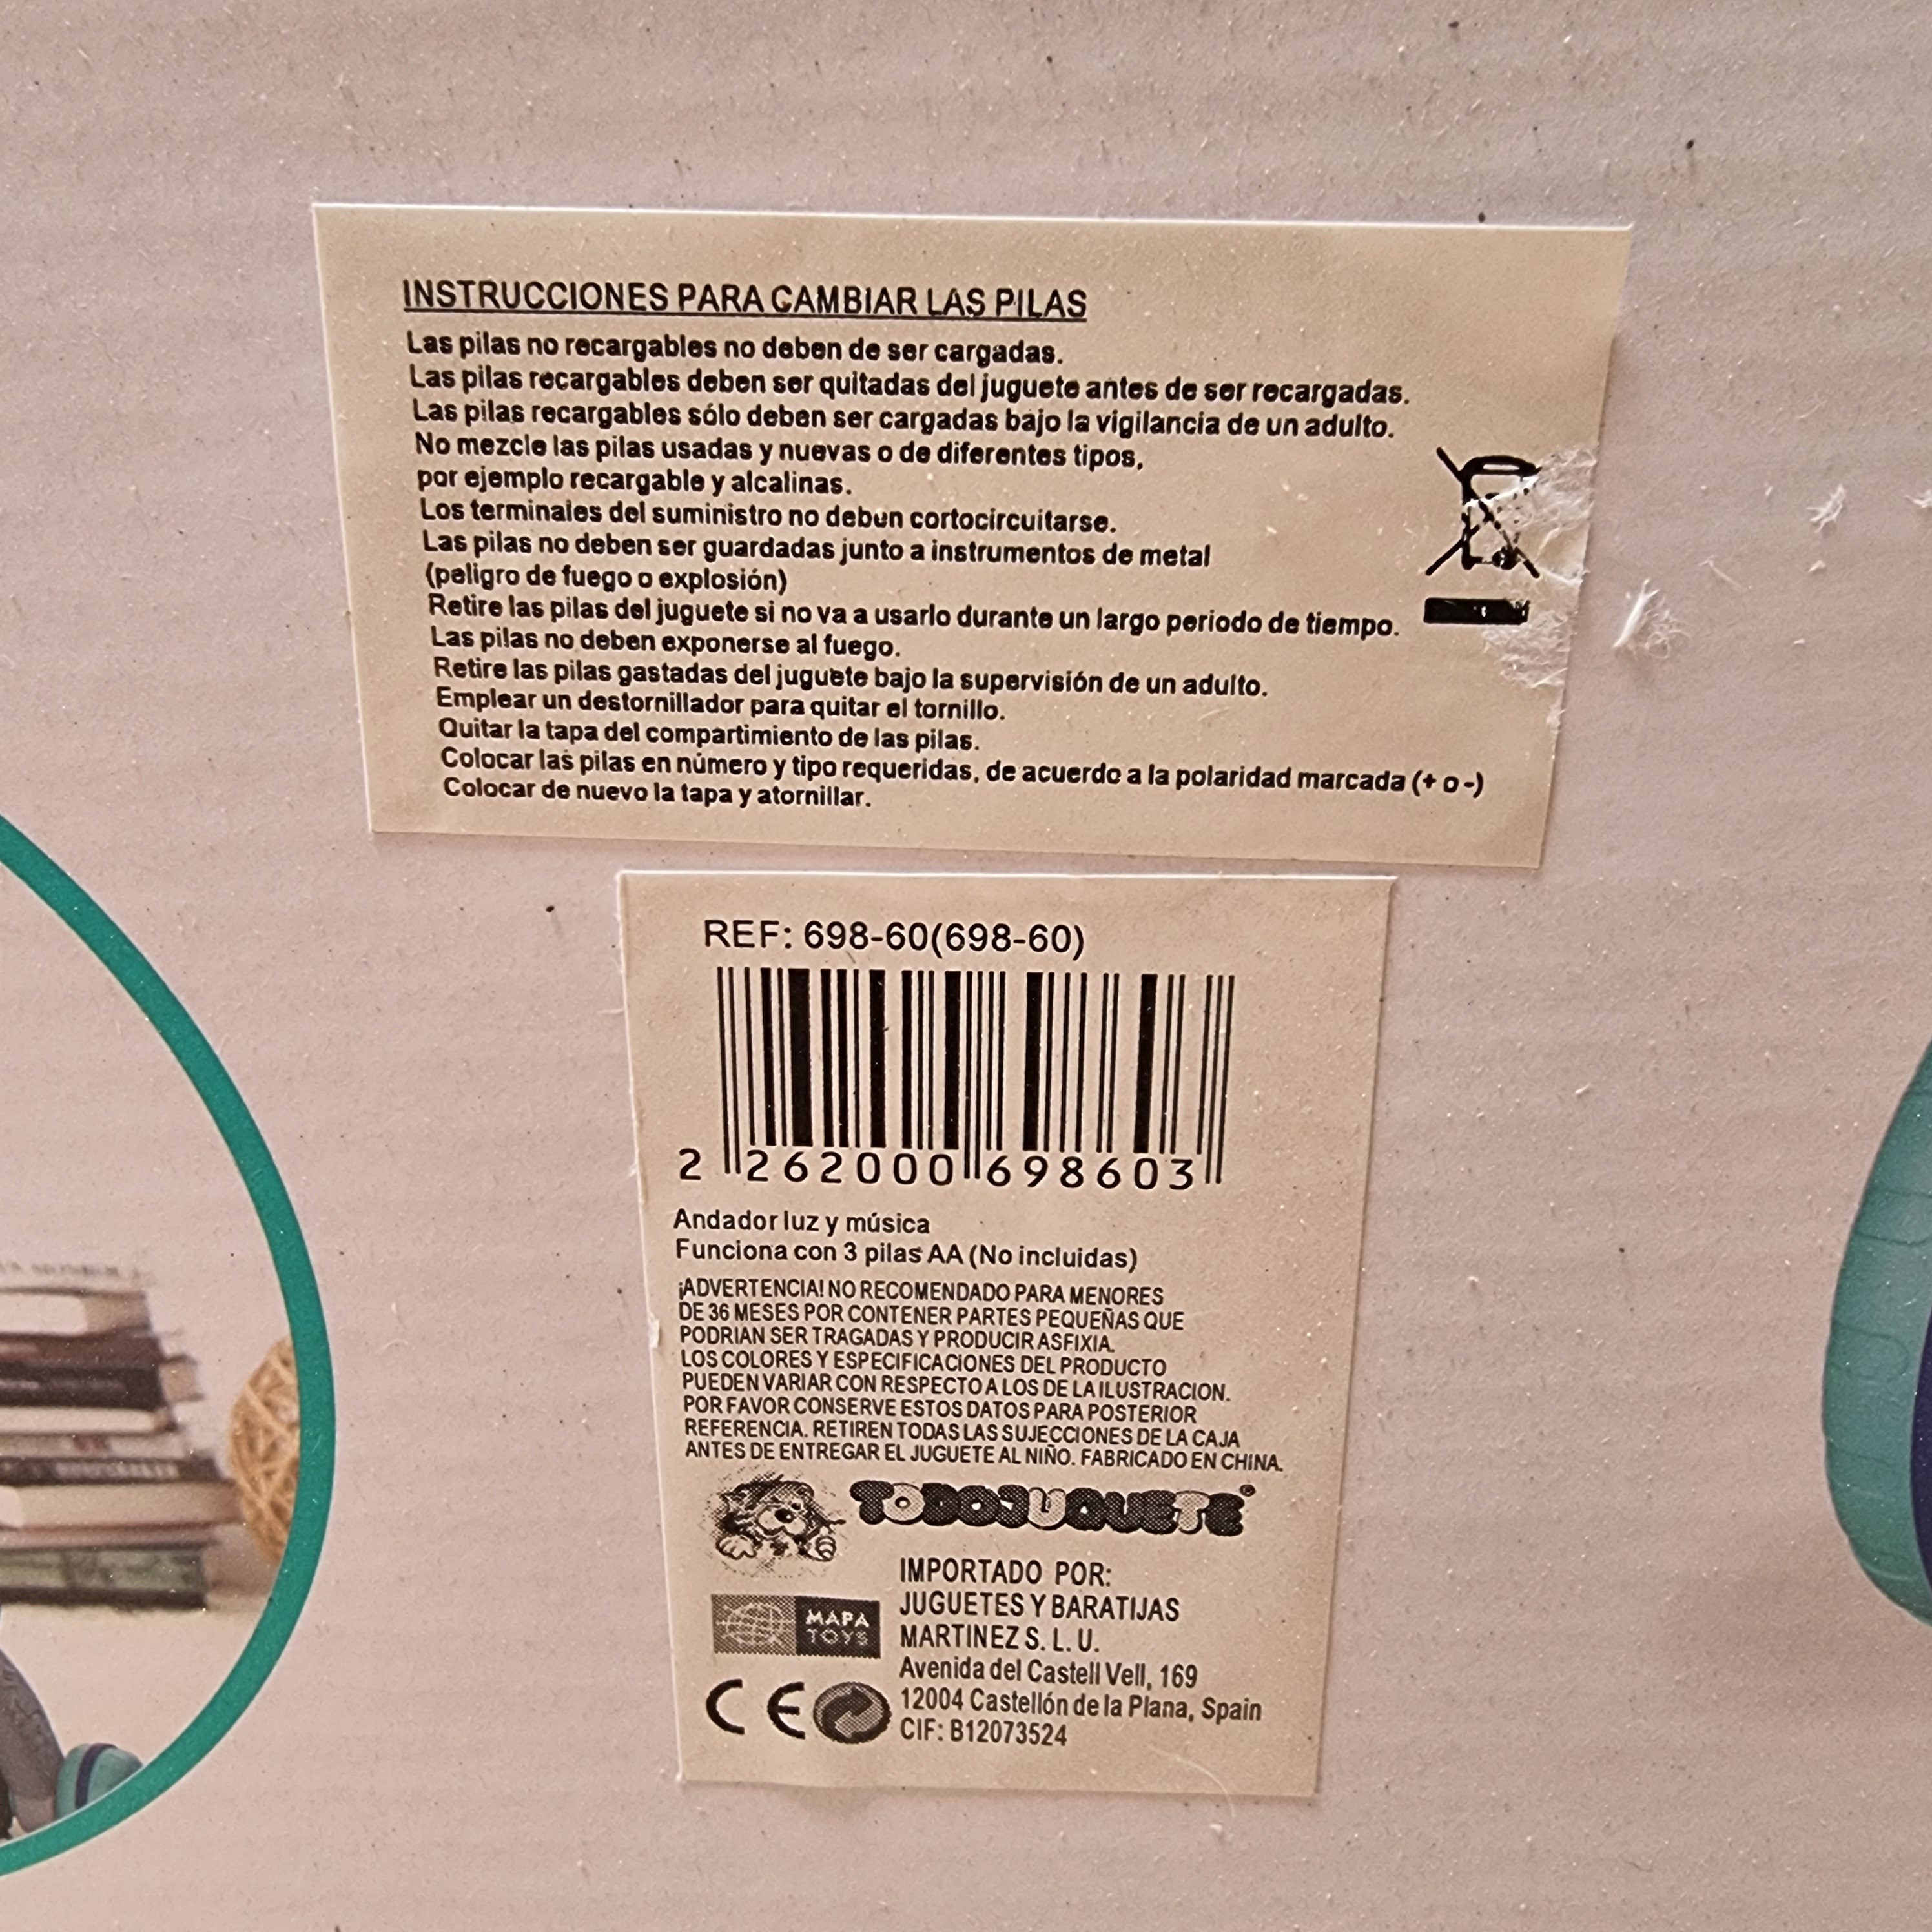 INSTRUCCIONES PARA CAMBIAR LAS PILAS
Las pilas no recargables no deben de ser cargadas.
Las pilas recargables deben ser quitadas del juguete antes de ser recargadas.
Las pilas recargables sólo deben ser cargadas bajo la vigilancia de un adulto.
No mezcle las pilas usadas y nuevas o de diferentes tipos,
por ejemplo recargable y alcalinas.
Los terminales del suministro no deben cortocircuitarse.
Las pilas no deben ser guardadas junto a instrumentos de metal
(peligro de fuego o explosión)
Retire las pilas del juguete si no va a usarlo durante un largo periodo de tiempo.
Las pilas no deben exponerse al fuego.
Retire las pilas gastadas del juguete bajo la supervisión de un adulto.
Emplear un destornillador para quitar el tornillo.
Quitar la tapa del compartimiento de las pilas.
Colocar las pilas en número y tipo requeridas, de acuerdo a la polaridad marcada (+ o -)
Colocar de nuevo la tapa y atornillar.
REF: 698-60(698-60)
2 262000 698603
Andador luz y música
Funciona con 3 pilas AA (No incluidas)
¡ADVERTENCIA! NO RECOMENDADO PARA MENORES
DE 36 MESES POR CONTENER PARTES PEQUEÑAS QUE
PODRIAN SER TRAGADAS Y PRODUCIR ASFIXIA.
LOS COLORES Y ESPECIFICACIONES DEL PRODUCTO
PUEDEN VARIAR CON RESPECTO A LOS DE LA ILUSTRACION.
POR FAVOR CONSERVE ESTOS DATOS PARA POSTERIOR
REFERENCIA. RETIREN TODAS LAS SUJECCIONES DE LA CAJA
ANTES DE ENTREGAR EL JUGUETE AL NIÑO. FABRICADO EN CHINA.
TODOJUGUETE®
IMPORTADO POR:
JUGUETES Y BARATIJAS
MARTINEZ S. L. U.
Avenida del Castell Vell, 169
12004 Castellón de la Plana, Spain
CIF: B12073524
MAPA
TOYS
CE